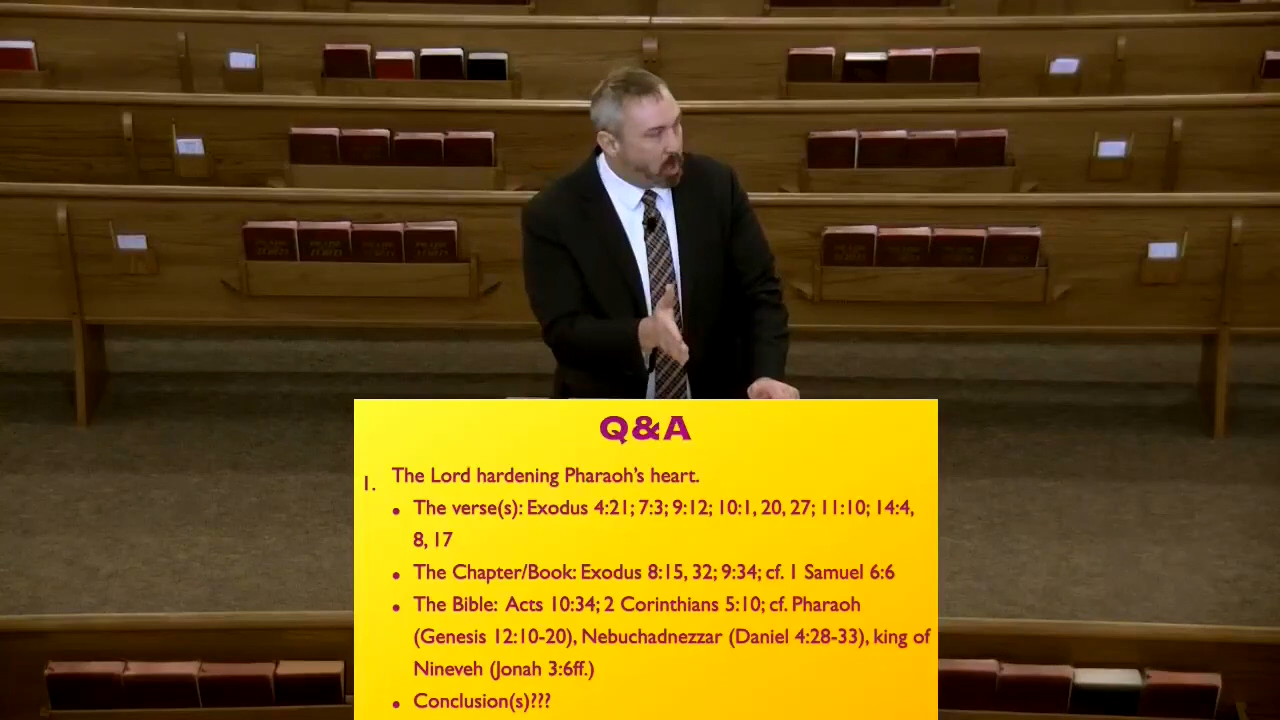 Q&A
1. The Lord hardening Pharaoh's heart.
• The verse(s): Exodus 4:21; 7:3; 9:12; 10:1, 20, 27; 11:10; 14:4,
8, 17
• The Chapter/Book: Exodus 8:15, 32; 9:34; cf. 1 Samuel 6:6
• The Bible: Acts 10:34; 2 Corinthians 5:10; cf. Pharaoh
(Genesis 12:10-20), Nebuchadnezzar (Daniel 4:28-33), king of
Nineveh (Jonah 3:6ff.)
• Conclusion(s)???